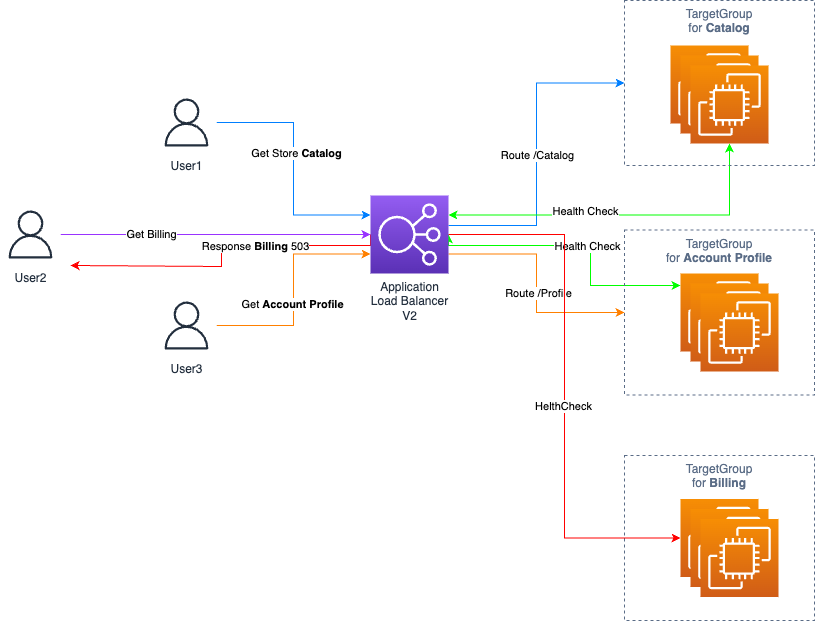 TargetGroup
for Catalog
User1
Get Store Catalog
Route /Catalog
Health Check
Get Billing
Response Billing 503
User2
Health Check
TargetGroup
for Account Profile
Get Account Profile
Application
Load Balancer
V2
Route /Profile
User3
HelthCheck
TargetGroup
for Billing